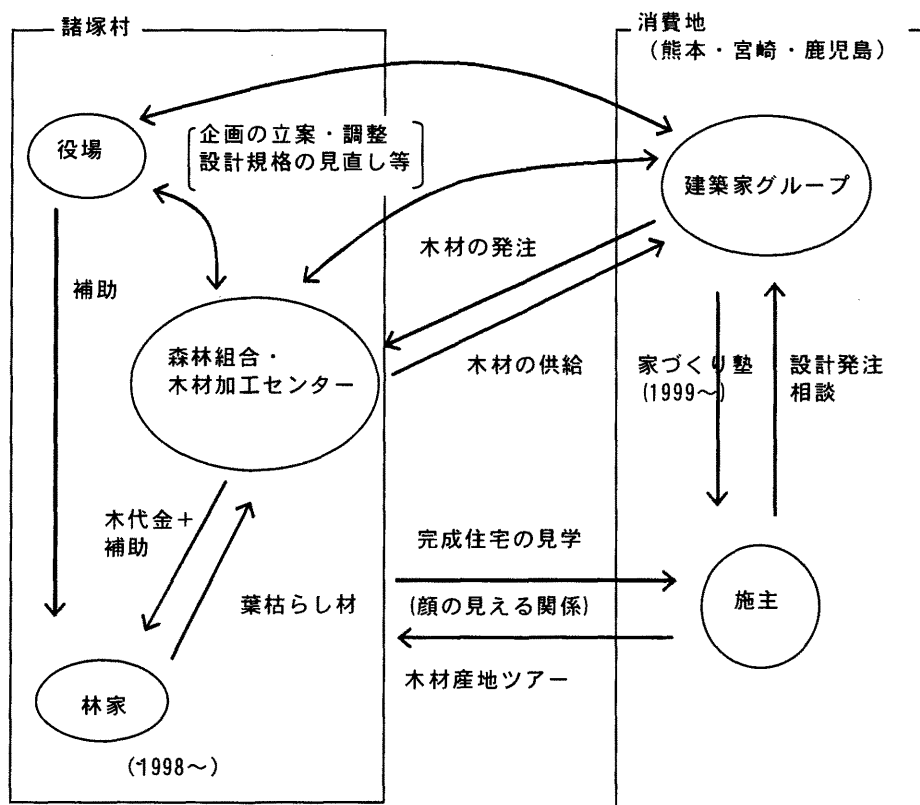 諸塚村
消費地
(熊本・宮崎・鹿児島)
役場
企画の立案・調整
設計規格の見直し等
建築家グループ
木材の発注
補助
森林組合・
木材加工センター
木材の供給
家づくり塾
(1999~)
設計発注
相談
木代金+
補助
完成住宅の見学
葉枯らし材
(顔の見える関係)
施主
木材産地ツアー
林家
(1998~)